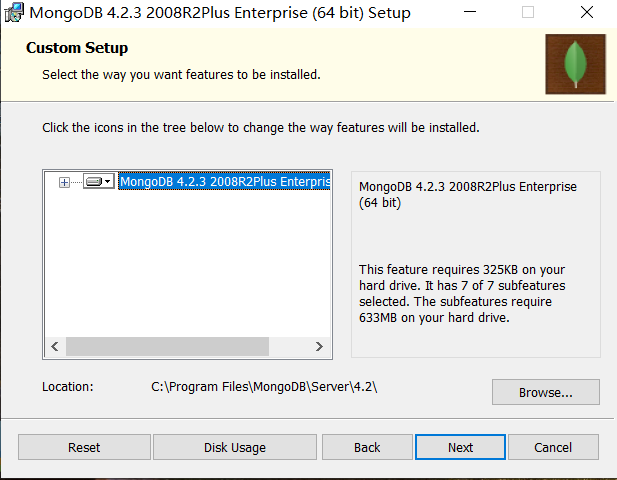 MongoDB 4.2.3 2008R2Plus Enterprise (64 bit) Setup
Custom Setup
Select the way you want features to be installed.
Click the icons in the tree below to change the way features will be installed.
MongoDB 4.2.3 2008R2Plus Enterpris
MongoDB 4.2.3 2008R2Plus Enterprise
(64 bit)
This feature requires 325KB on your
hard drive. It has 7 of 7 subfeatures
selected. The subfeatures require
633MB on your hard drive.
Location: C:\Program Files\MongoDB\Server\4.2\
Browse...
Reset Disk Usage Back Next Cancel